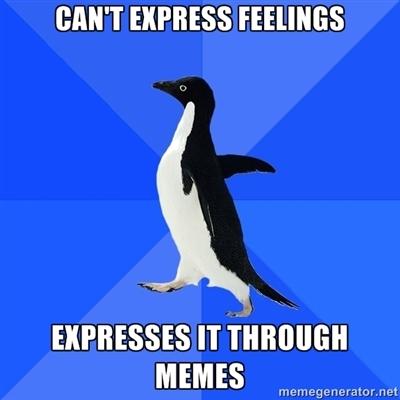 CAN'T EXPRESS FEELINGS
EXPRESSES IT THROUGH
MEMES
memegenerator.net